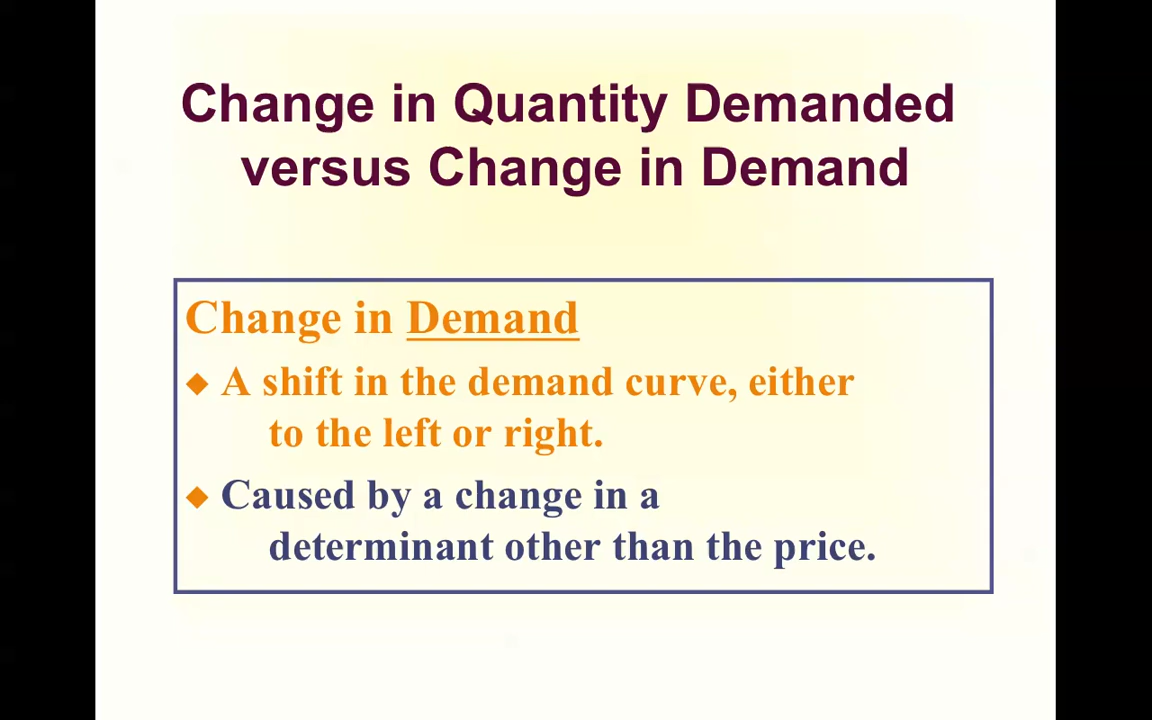 Change in Quantity Demanded
versus Change in Demand
Change in Demand
◆ A shift in the demand curve, either
to the left or right.
◆ Caused by a change in a
determinant other than the price.